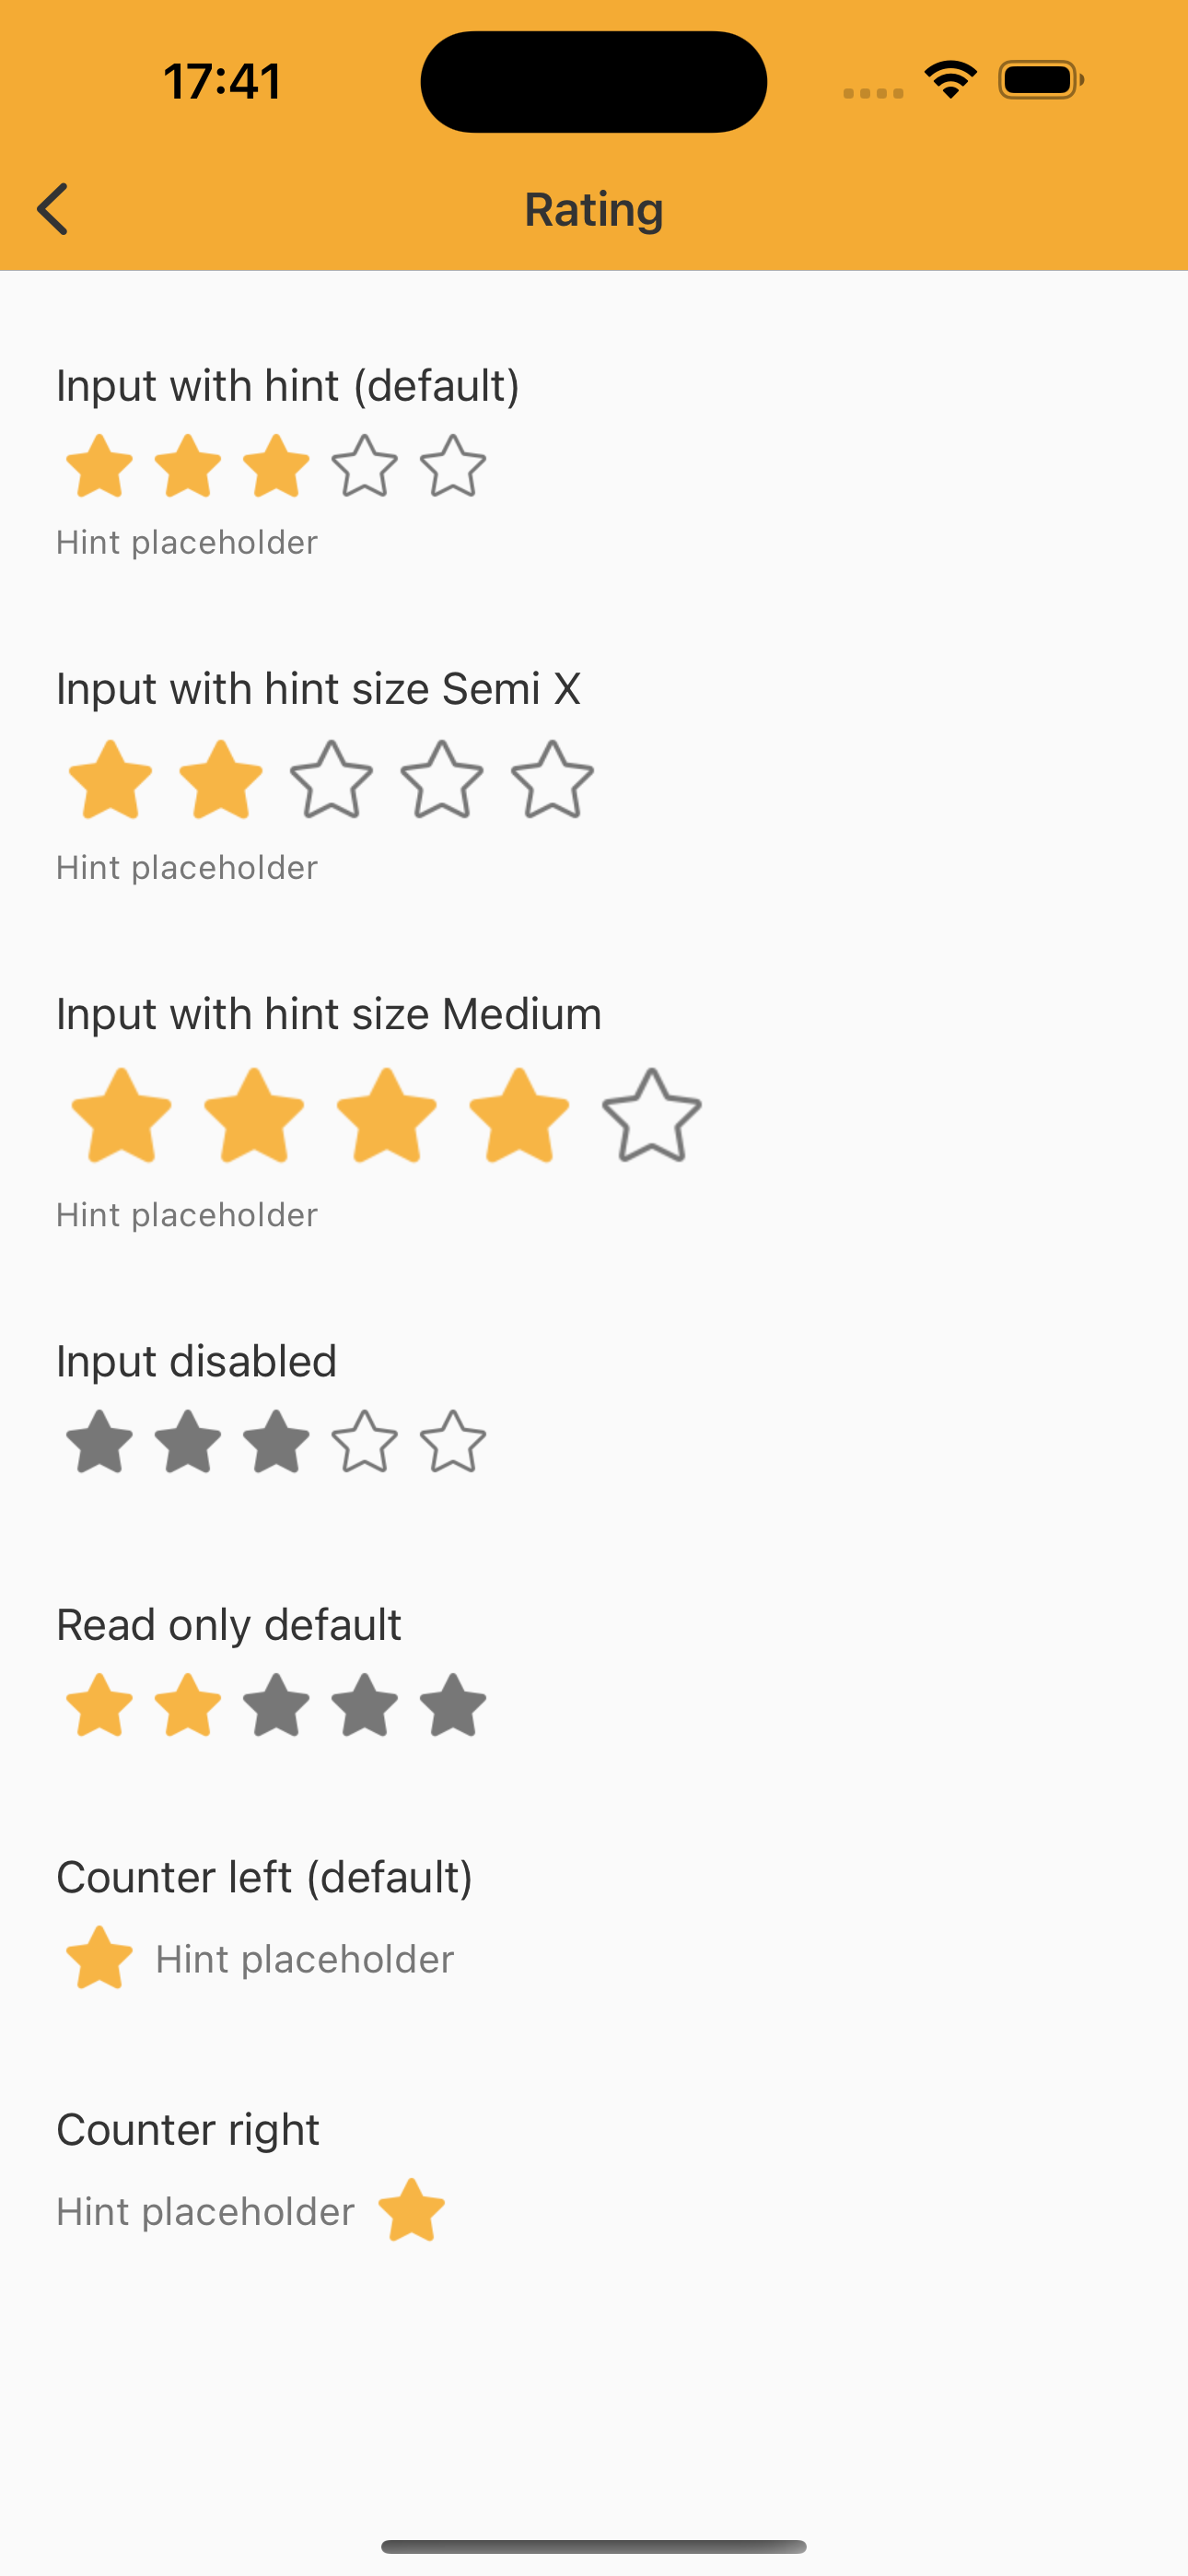 17:41
Rating
Input with hint (default)
Hint placeholder
Input with hint size Semi X
Hint placeholder
Input with hint size Medium
Hint placeholder
Input disabled
Read only default
Counter left (default)
Hint placeholder
Counter right
Hint placeholder